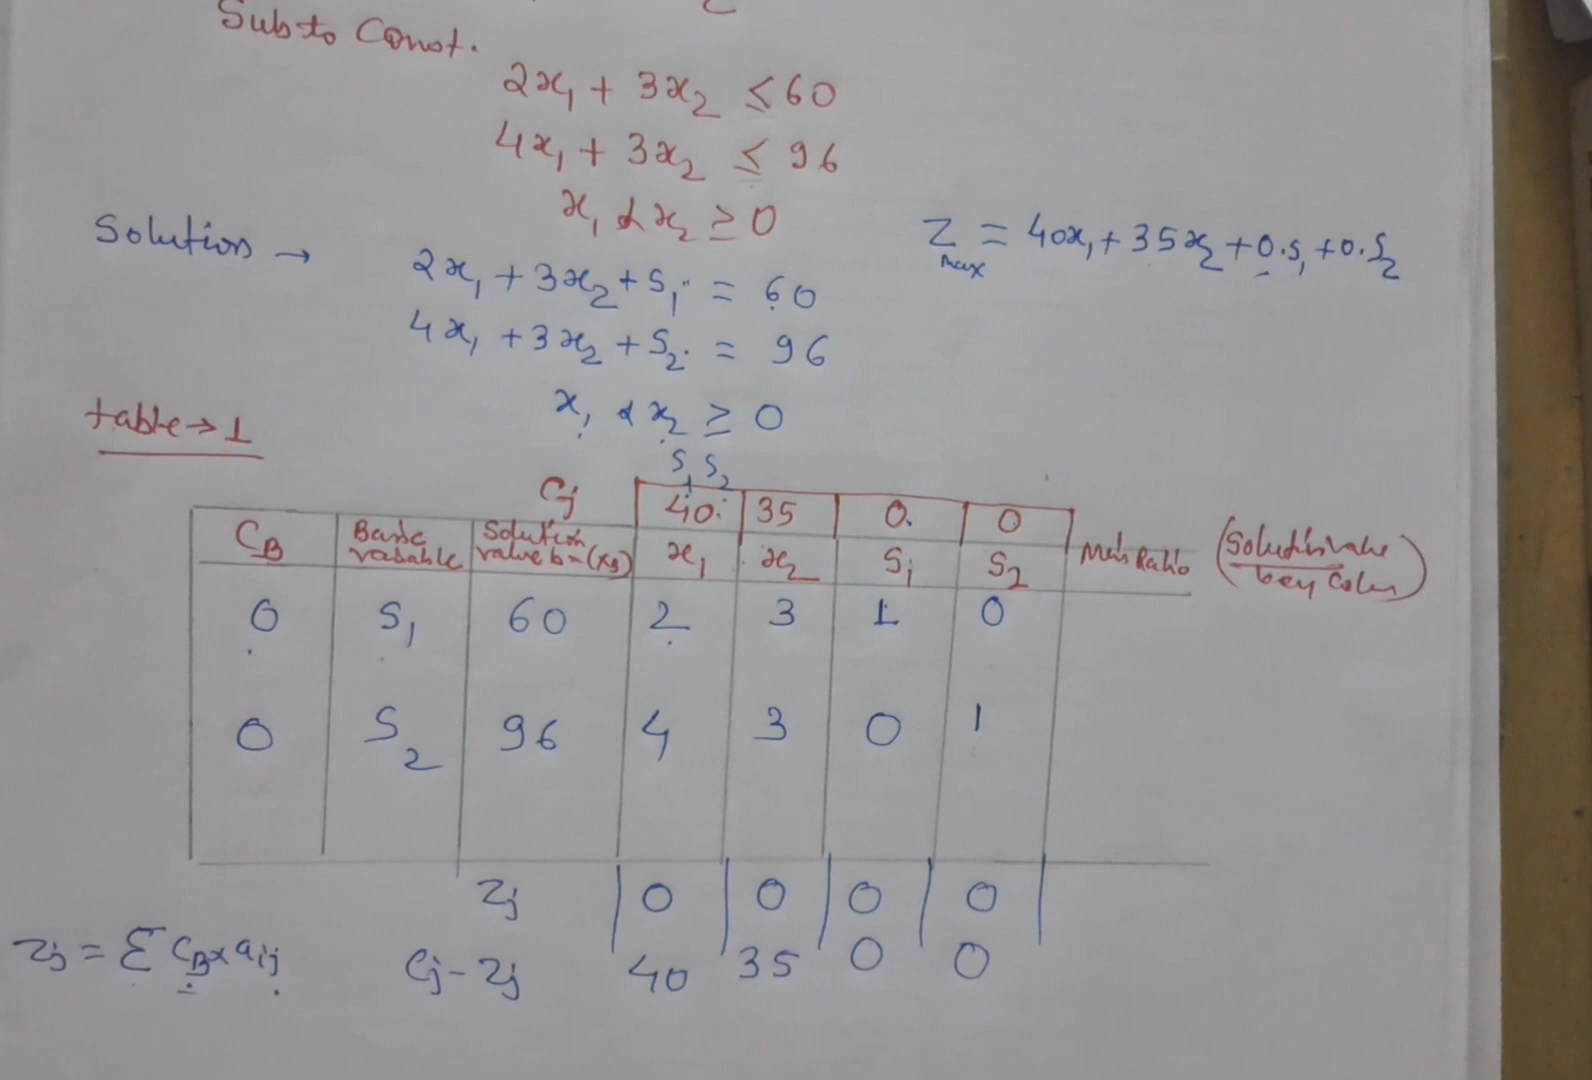 Sub to Const.
2x₁ + 3x₂ ≤ 60
4x₁ + 3x₂ ≤ 96
x₁ & x₂ ≥ 0
Solution →
Z max = 40x₁ + 35x₂ + 0.s₁ + 0.S₂
2x₁ + 3x₂ + S₁ = 60
4x₁ + 3x₂ + S₂ = 96
x₁ & x₂ ≥ 0
S₁ S₂
table → 1
Cj 40 35 0 0
CB Basic variable Solution value b = (xB) x₁ x₂ S₁ S₂ Min Ratio (Solution value / key Colm)
0 S₁ 60 2 3 1 0
0 S₂ 96 4 3 0 1
Zj 0 0 0 0
Zj = Σ CB x aij
Cj - Zj 40 35 0 0